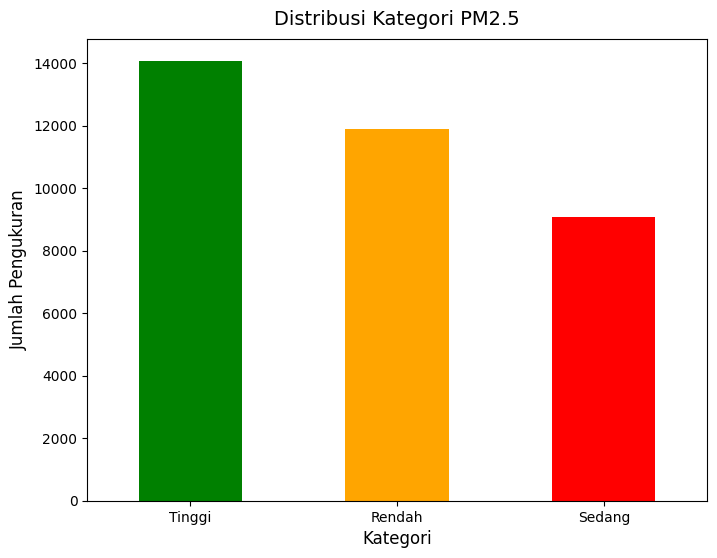 Distribusi Kategori PM2.5
Jumlah Pengukuran
14000
12000
10000
8000
6000
4000
2000
0
Tinggi
Rendah
Sedang
Kategori